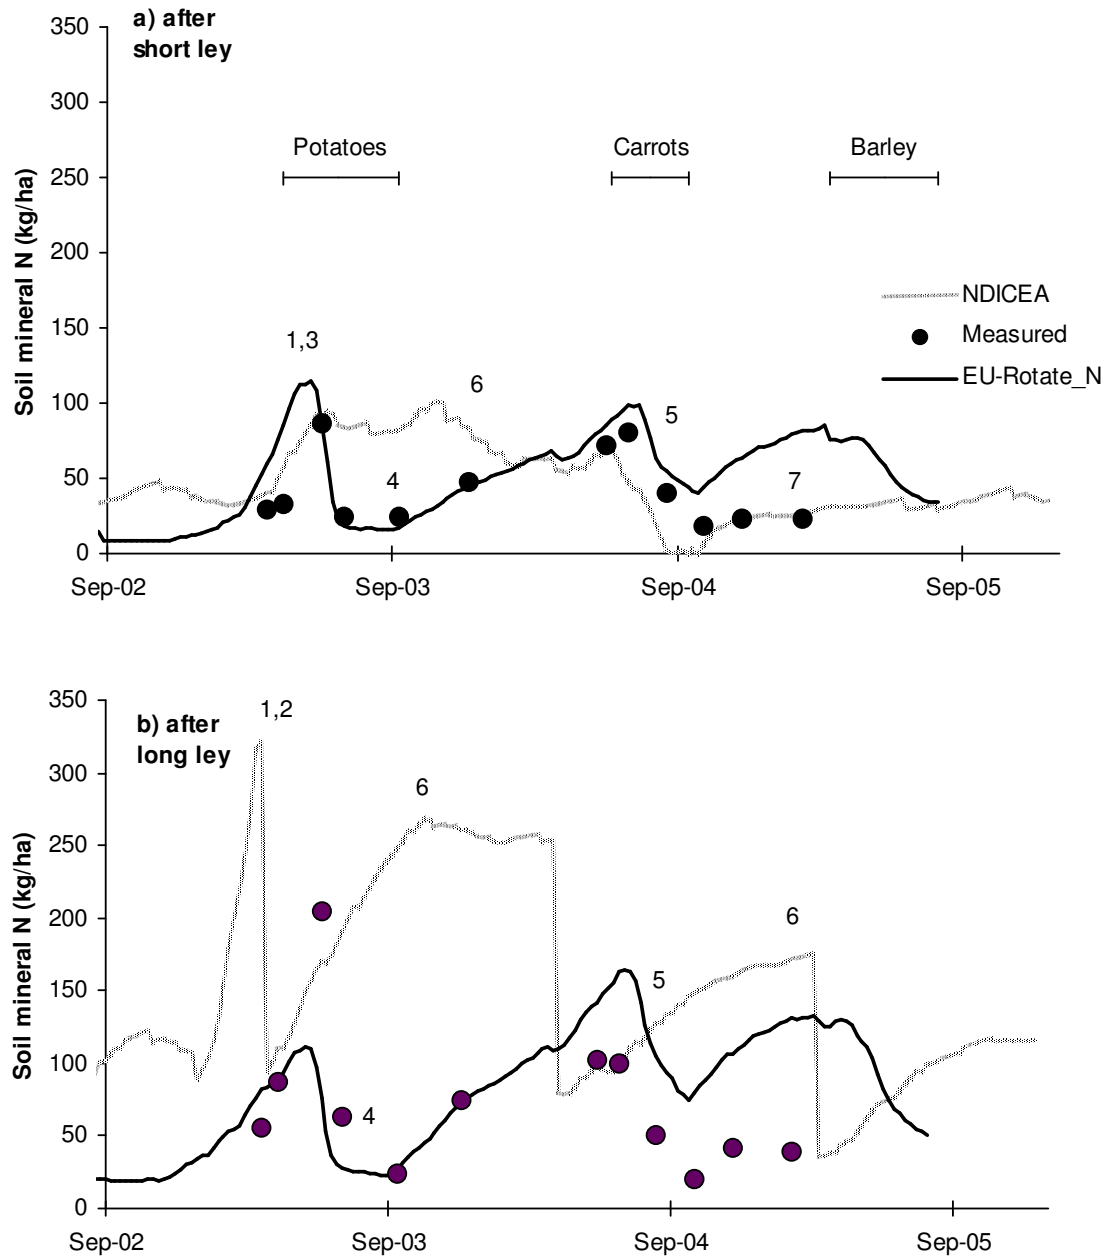 a) after
short ley
350
300
250
200
150
100
50
0
Soil mineral N (kg/ha)
Potatoes
Carrots
Barley
NDICEA
Measured
EU-Rotate_N
1,3
6
4
5
7
Sep-02
Sep-03
Sep-04
Sep-05
b) after
long ley
350
300
250
200
150
100
50
0
Soil mineral N (kg/ha)
1,2
6
4
5
6
Sep-02
Sep-03
Sep-04
Sep-05